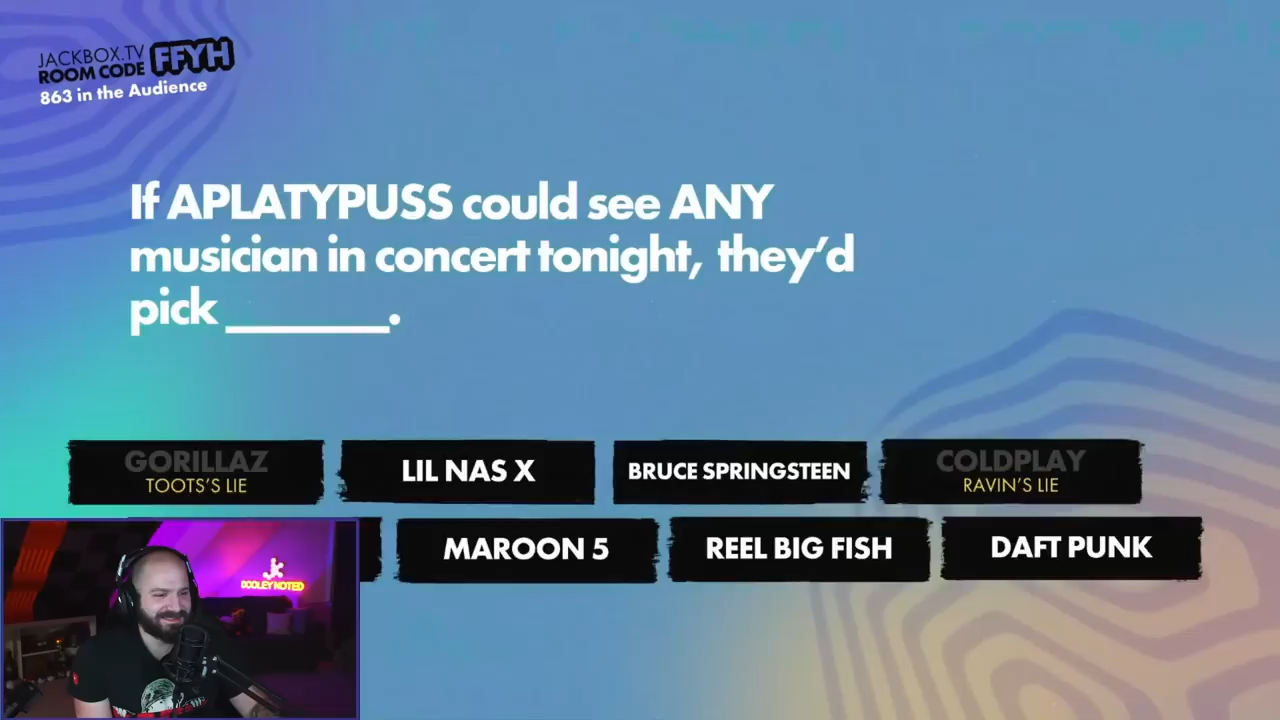 JACKBOX.TV
ROOM CODE FFYH
863 in the Audience
If APLATYPUSS could see ANY
musician in concert tonight, they'd
pick ________.
GORILLAZ
TOOTS'S LIE
LIL NAS X
BRUCE SPRINGSTEEN
COLDPLAY
RAVIN'S LIE
MAROON 5
REEL BIG FISH
DAFT PUNK
DOOLEY NOTED